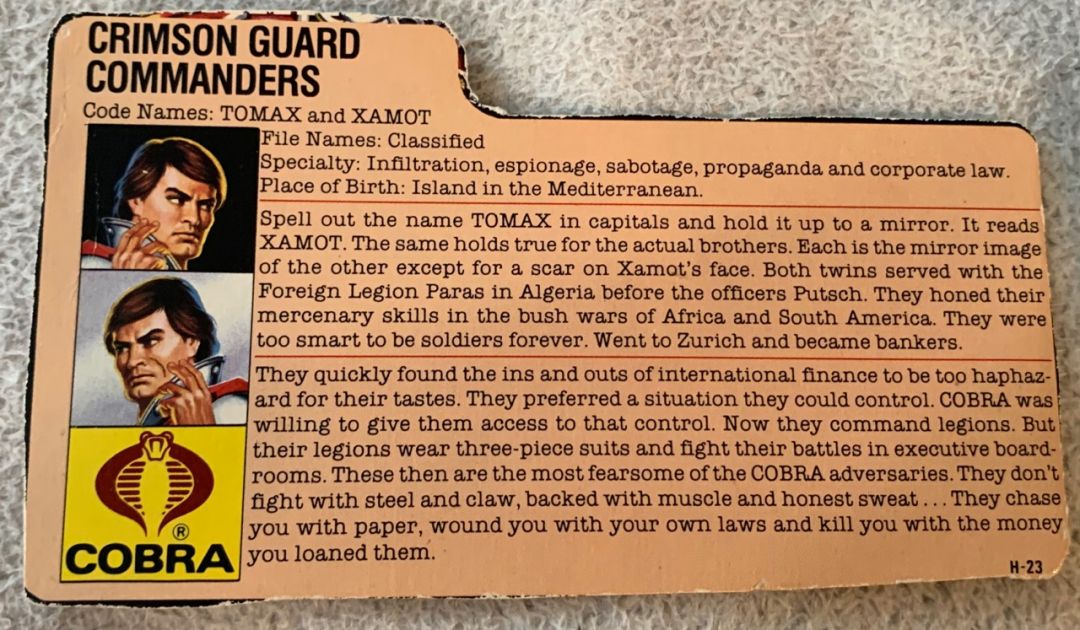 CRIMSON GUARD
COMMANDERS
Code Names: TOMAX and XAMOT
File Names: Classified
Specialty: Infiltration, espionage, sabotage, propaganda and corporate law.
Place of Birth: Island in the Mediterranean.
Spell out the name TOMAX in capitals and hold it up to a mirror. It reads
XAMOT. The same holds true for the actual brothers. Each is the mirror image
of the other except for a scar on Xamot's face. Both twins served with the
Foreign Legion Paras in Algeria before the officers Putsch. They honed their
mercenary skills in the bush wars of Africa and South America. They were
too smart to be soldiers forever. Went to Zurich and became bankers.
They quickly found the ins and outs of international finance to be too haphaz-
ard for their tastes. They preferred a situation they could control. COBRA was
willing to give them access to that control. Now they command legions. But
their legions wear three-piece suits and fight their battles in executive board-
rooms. These then are the most fearsome of the COBRA adversaries. They don't
fight with steel and claw, backed with muscle and honest sweat . . . They chase
you with paper, wound you with your own laws and kill you with the money
you loaned them.
®
COBRA
H-23